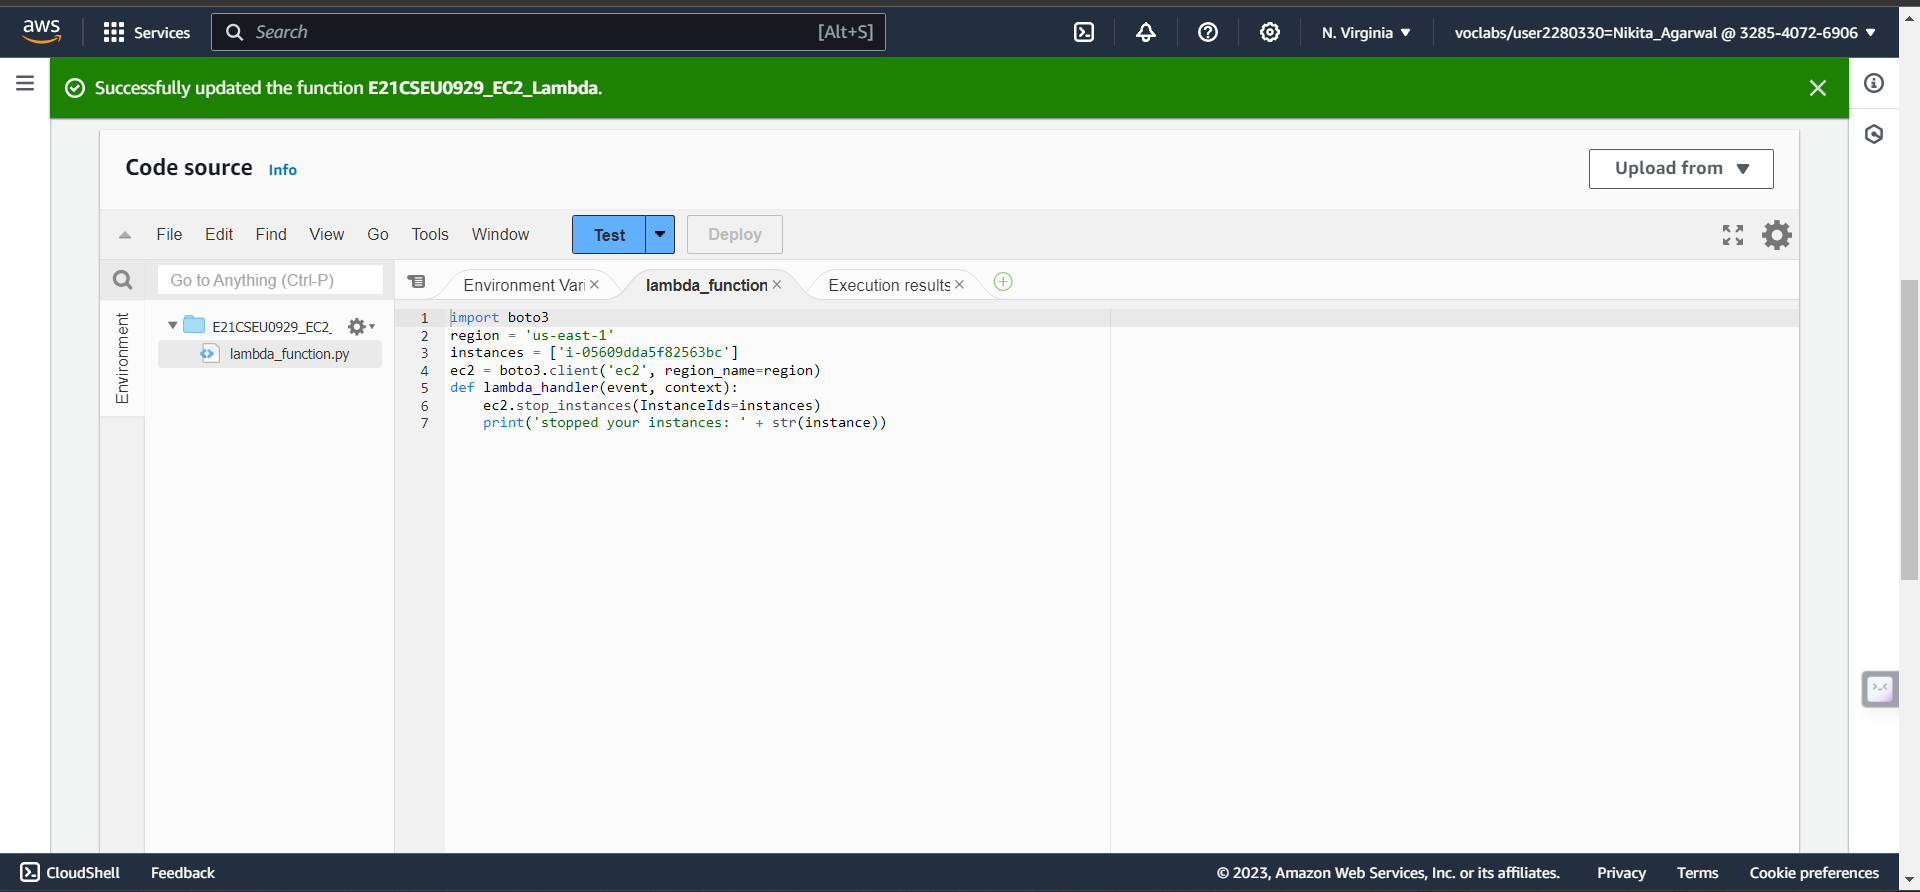 aws
Services
Search
[Alt+S]
N. Virginia
voclabs/user2280330=Nikita_Agarwal @ 3285-4072-6906
Successfully updated the function E21CSEU0929_EC2_Lambda.
Code source Info
Upload from
File Edit Find View Go Tools Window
Test
Deploy
Go to Anything (Ctrl-P)
Environment Vari
lambda_function
Execution results
Environment
E21CSEU0929_EC2_
lambda_function.py
1 import boto3
2 region = 'us-east-1'
3 instances = ['i-05609dda5f82563bc']
4 ec2 = boto3.client('ec2', region_name=region)
5 def lambda_handler(event, context):
6 ec2.stop_instances(InstanceIds=instances)
7 print('stopped your instances: ' + str(instance))
CloudShell
Feedback
© 2023, Amazon Web Services, Inc. or its affiliates.
Privacy
Terms
Cookie preferences